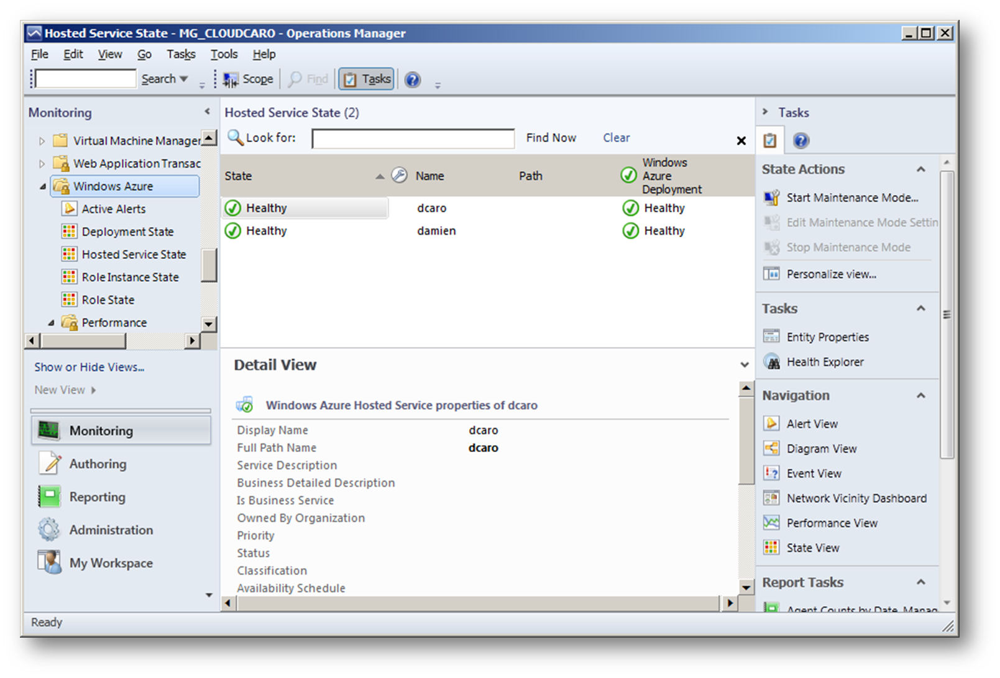 Hosted Service State - MG_CLOUDCARO - Operations Manager
File Edit View Go Tasks Tools Help
Search Scope Find Tasks
Monitoring
Virtual Machine Manager
Web Application Transac
Windows Azure
Active Alerts
Deployment State
Hosted Service State
Role Instance State
Role State
Performance
Show or Hide Views...
New View
Monitoring
Authoring
Reporting
Administration
My Workspace
Hosted Service State (2)
Look for: Find Now Clear
State Name Path Windows
Azure
Deployment
Healthy dcaro Healthy
Healthy damien Healthy
Detail View
Windows Azure Hosted Service properties of dcaro
Display Name dcaro
Full Path Name dcaro
Service Description
Business Detailed Description
Is Business Service
Owned By Organization
Priority
Status
Classification
Availability Schedule
Tasks
State Actions
Start Maintenance Mode...
Edit Maintenance Mode Settin
Stop Maintenance Mode
Personalize view...
Tasks
Entity Properties
Health Explorer
Navigation
Alert View
Diagram View
Event View
Network Vicinity Dashboard
Performance View
State View
Report Tasks
Agent Counts by Date, Manag
Ready